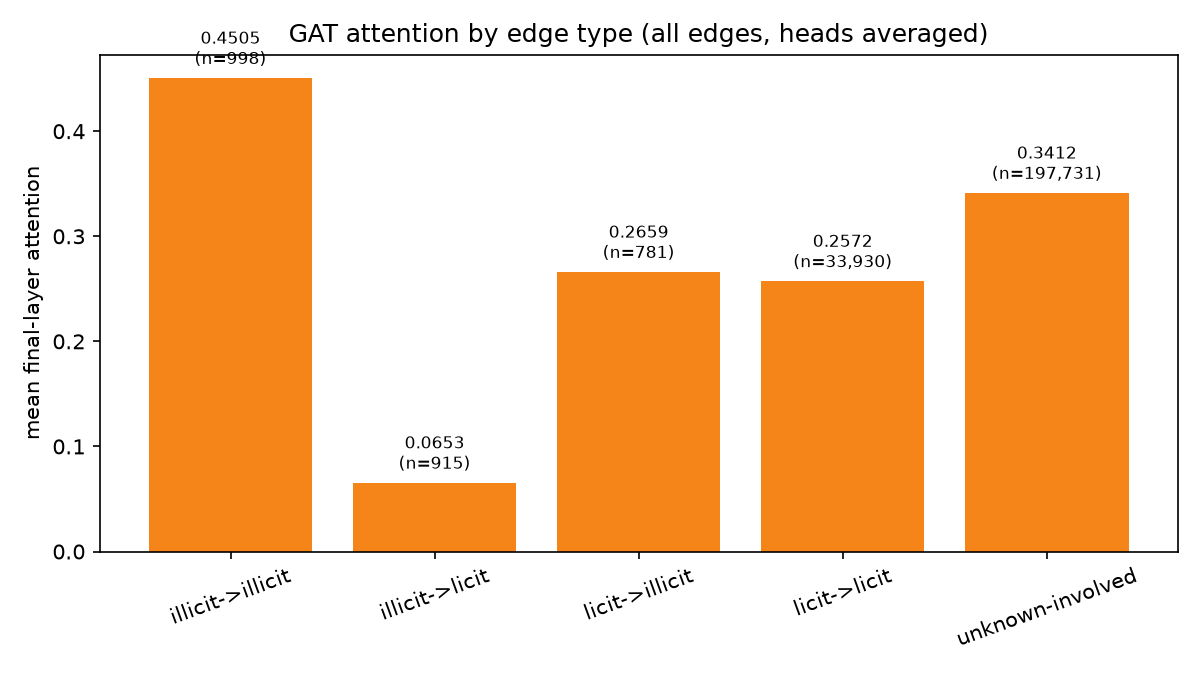 GAT attention by edge type (all edges, heads averaged)
mean final-layer attention
0.4
0.3
0.2
0.1
0.0
0.4505
(n=998)
0.0653
(n=915)
0.2659
(n=781)
0.2572
(n=33,930)
0.3412
(n=197,731)
illicit->illicit
illicit->licit
licit->illicit
licit->licit
unknown-involved